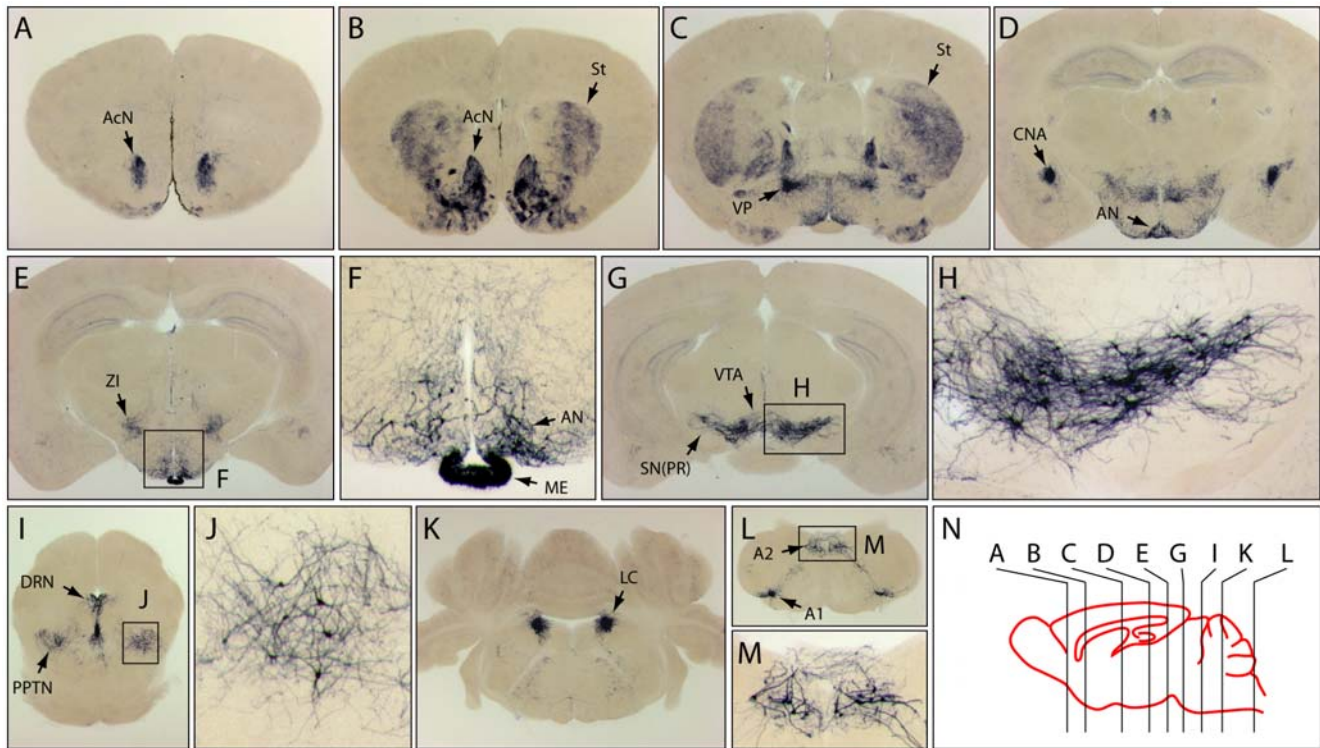 A
AcN
B
St
AcN
C
St
VP
D
CNA
AN
E
ZI
F
F
AN
ME
G
VTA
H
SN(PR)
H
I
DRN
J
PPTN
J
K
LC
L
A2
M
A1
M
N
A B C D E G I K L